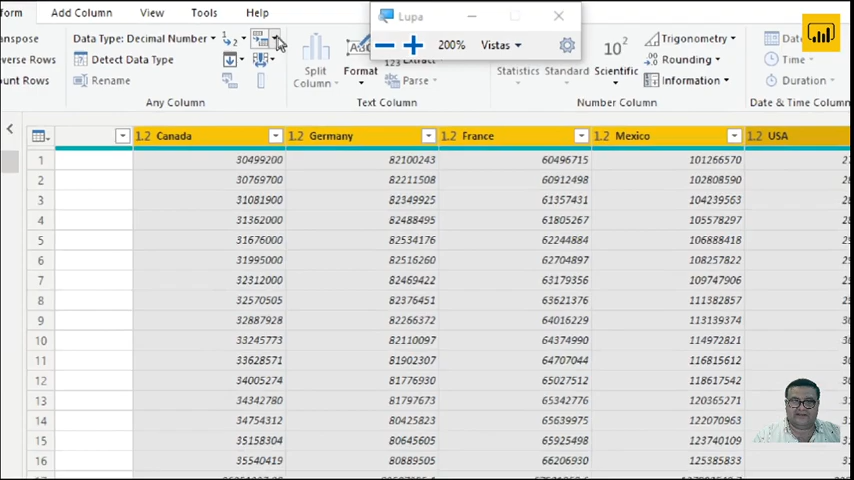 orm Add Column View Tools Help
Lupa
200% Vistas
anspose
verse Rows
ount Rows
Data Type: Decimal Number
Detect Data Type
Rename
Any Column
Split
Column
Format
Extract
Parse
Text Column
Statistics Standard Scientific
Trigonometry
Rounding
Information
Number Column
Date
Time
Duration
Date & Time Column
1.2 Canada 1.2 Germany 1.2 France 1.2 Mexico 1.2 USA
1 30499200 82100243 60496715 101266570 27
2 30769700 82211508 60912498 102808590 28
3 31081900 82349925 61357431 104239563
4 31362000 82488495 61805267 105578297
5 31676000 82534176 62244884 106888418
6 31995000 82516260 62704897 108257822
7 32312000 82469422 63179356 109747906
8 32570505 82376451 63621376 111382857
9 32887928 82266372 64016229 113139374
10 33245773 82110097 64374990 114972821
11 33628571 81902307 64707044 116815612
12 34005274 81776930 65027512 118617542
13 34342780 81797673 65342776 120365271
14 34754312 80425823 65639975 122070963
15 35158304 80645605 65925498 123740109
16 35540419 80889505 66206930 125385833